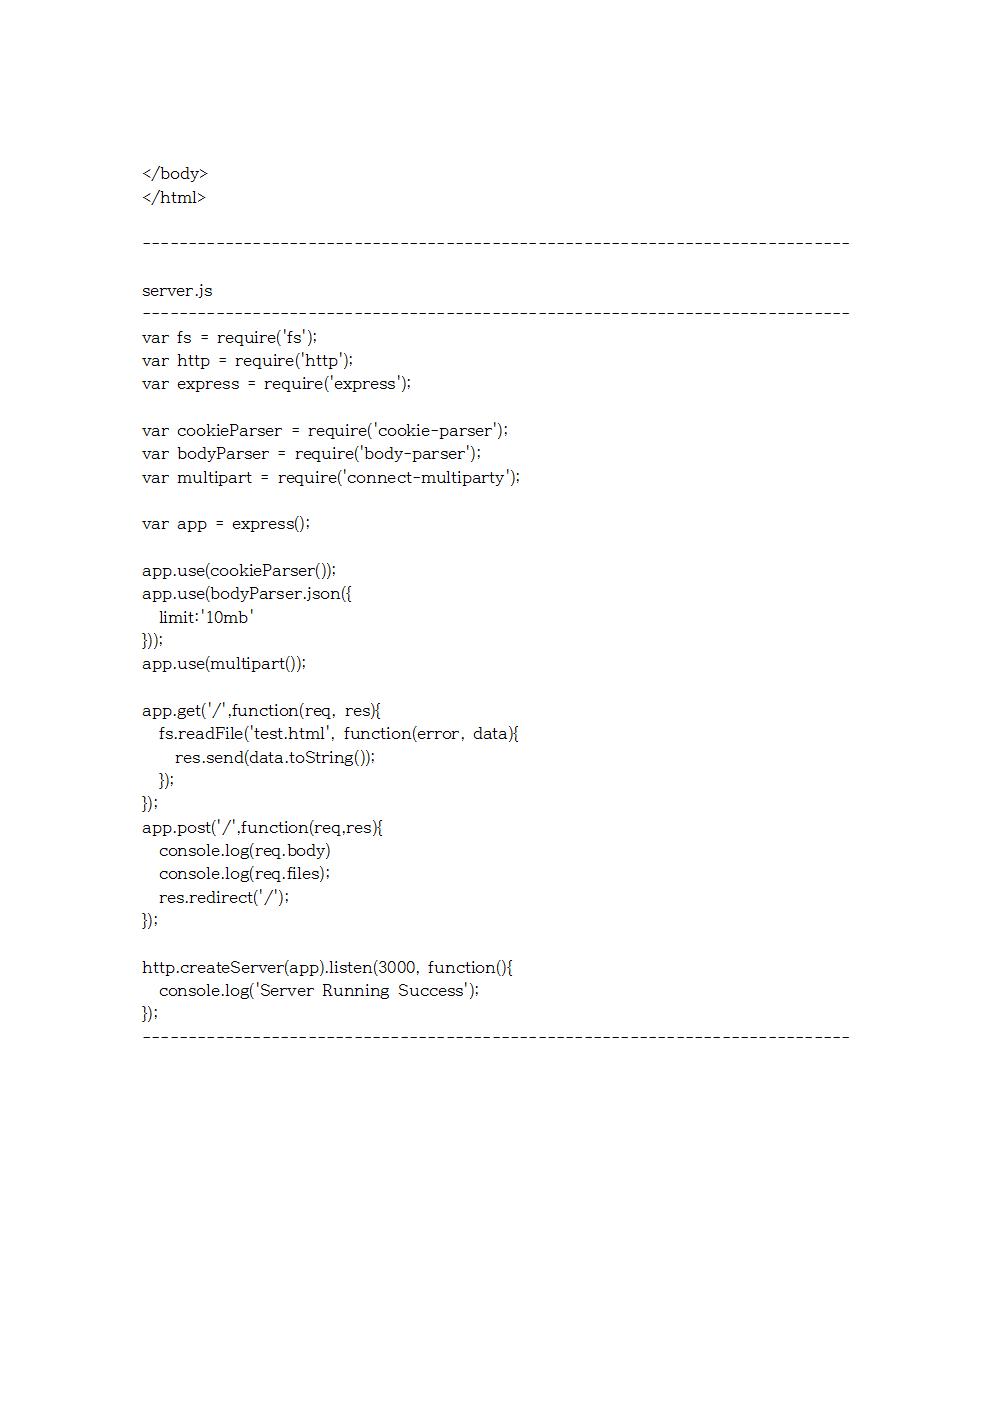 </body>
</html>
-----------------------------------------------------------------------------
server.js
-----------------------------------------------------------------------------
var fs = require('fs');
var http = require('http');
var express = require('express');
var cookieParser = require('cookie-parser');
var bodyParser = require('body-parser');
var multipart = require('connect-multiparty');
var app = express();
app.use(cookieParser());
app.use(bodyParser.json({
  limit:'10mb'
}));
app.use(multipart());
app.get('/',function(req, res){
  fs.readFile('test.html', function(error, data){
    res.send(data.toString());
  });
});
app.post('/',function(req,res){
  console.log(req.body)
  console.log(req.files);
  res.redirect('/');
});
http.createServer(app).listen(3000, function(){
  console.log('Server Running Success');
});
-----------------------------------------------------------------------------